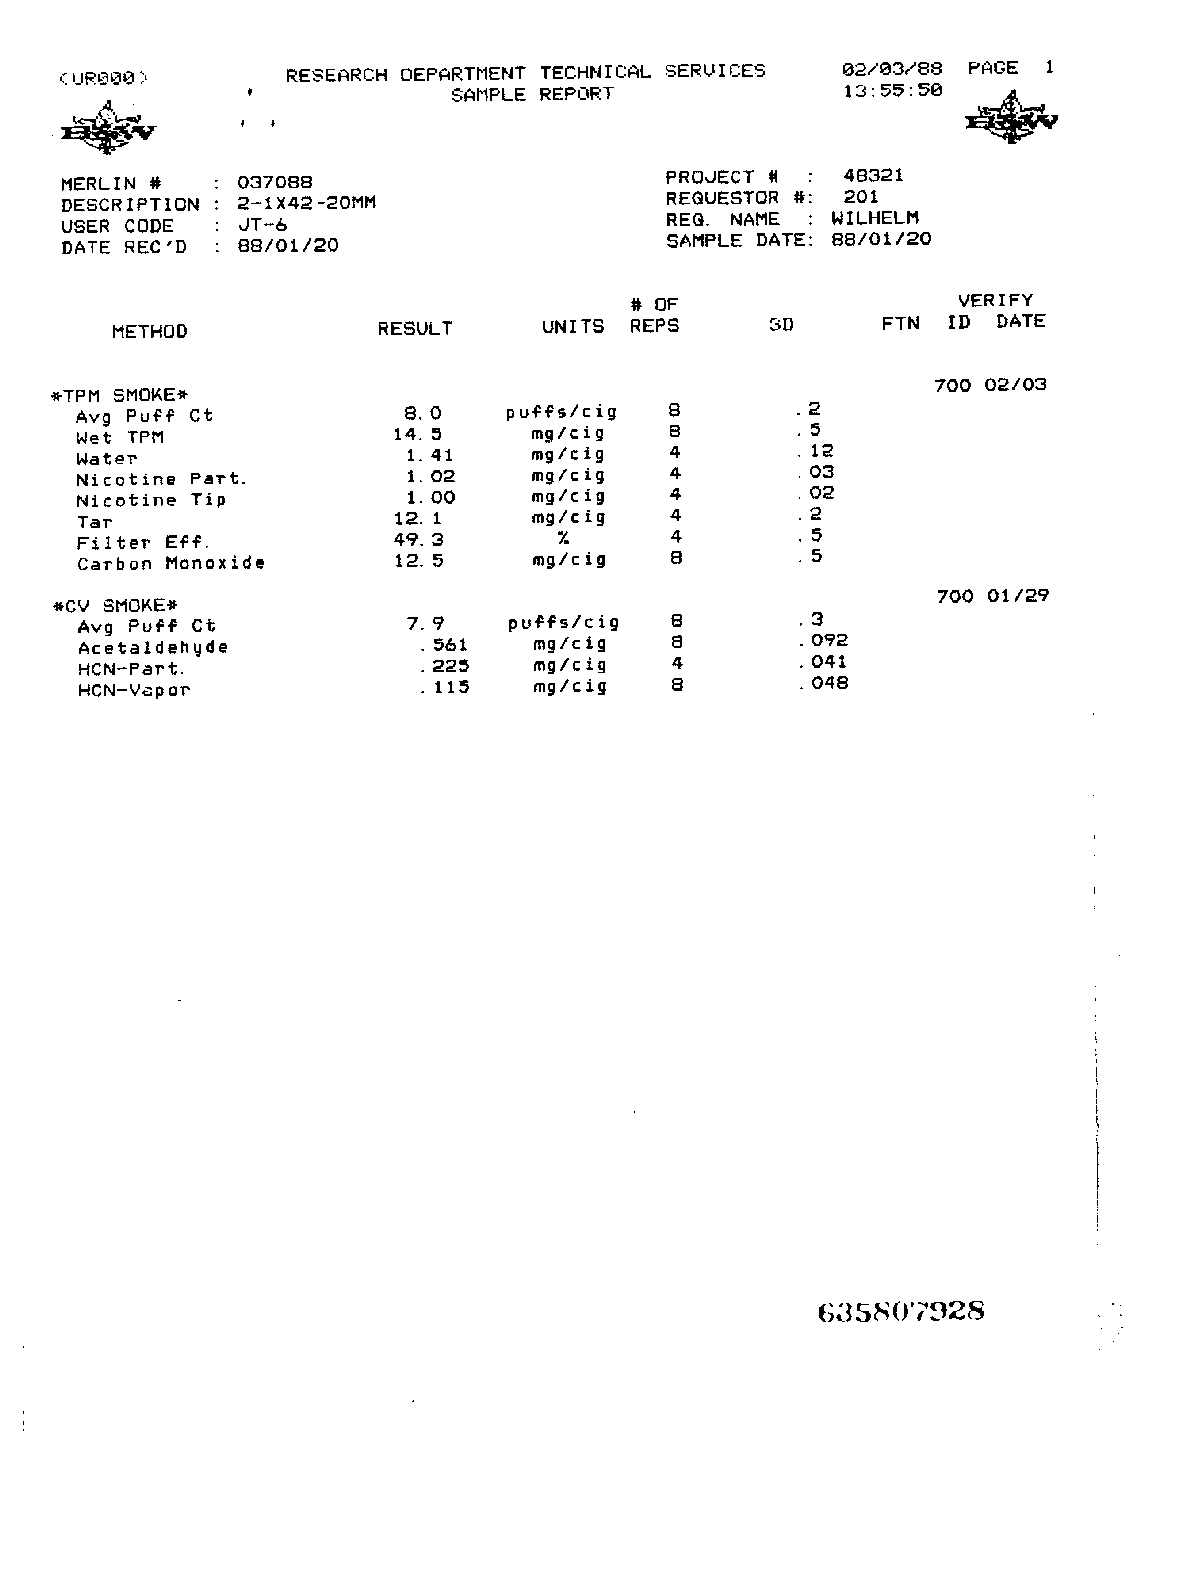 (UR000) RESEARCH DEPARTMENT TECHNICAL SERVICES 02/03/88 PAGE 1
SAMPLE REPORT 13:55:50
B&W B&W
MERLIN # : 037088 PROJECT # : 48321
DESCRIPTION : 2-1X42-20MM REQUESTOR #: 201
USER CODE : JT-6 REQ. NAME : WILHELM
DATE REC'D : 88/01/20 SAMPLE DATE: 88/01/20
# OF VERIFY
METHOD RESULT UNITS REPS SD FTN ID DATE
*TPM SMOKE* 700 02/03
Avg Puff Ct 8.0 puffs/cig 8 .2
Wet TPM 14.5 mg/cig 8 .5
Water 1.41 mg/cig 4 .12
Nicotine Part. 1.02 mg/cig 4 .03
Nicotine Tip 1.00 mg/cig 4 .02
Tar 12.1 mg/cig 4 .2
Filter Eff. 49.3 % 4 .5
Carbon Monoxide 12.5 mg/cig 8 .5
*CV SMOKE* 700 01/29
Avg Puff Ct 7.9 puffs/cig 8 .3
Acetaldehyde .561 mg/cig 8 .092
HCN-Part. .225 mg/cig 4 .041
HCN-Vapor .115 mg/cig 8 .048
635807928